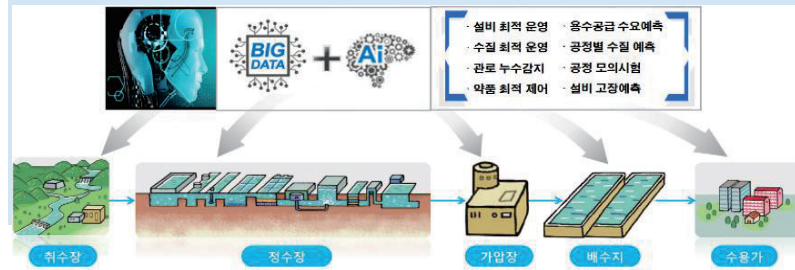 BIG
DATA
+
Ai
· 설비 최적 운영 · 용수공급 수요예측
· 수질 최적 운영 · 공정별 수질 예측
· 관로 누수감지 · 공정 모의시험
· 약품 최적 제어 · 설비 고장예측
취수장 정수장 가압장 배수지 수용가